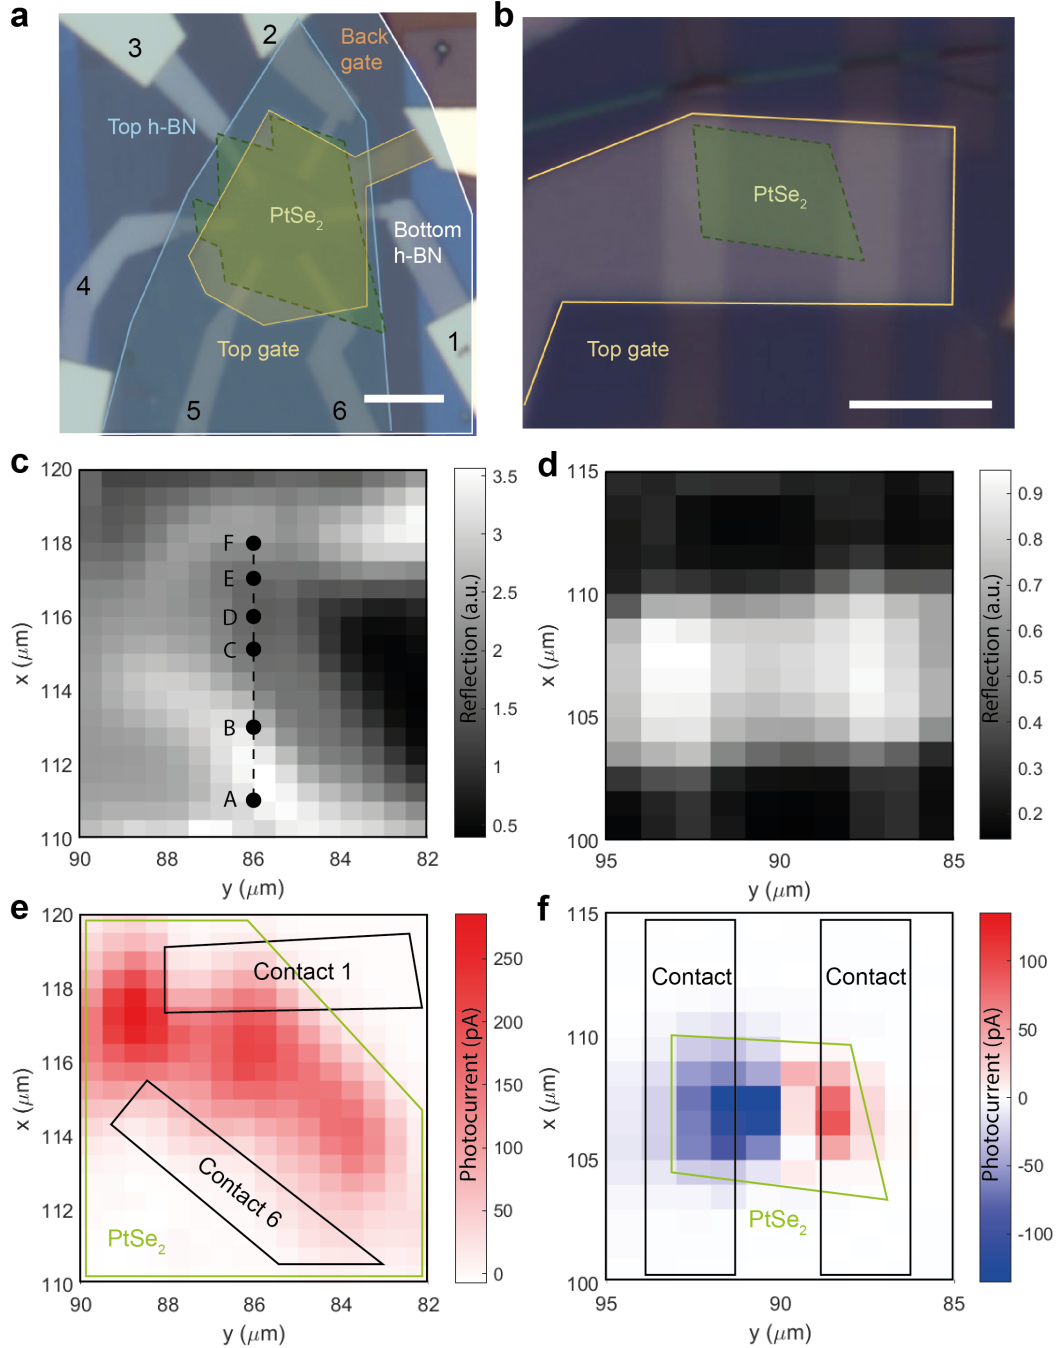 a
3
2
Back
gate
Top h-BN
PtSe2
Bottom
h-BN
4
1
Top gate
5
6
b
PtSe2
Top gate
c
120
118
116
114
112
110
x (μm)
90
88
86
84
82
y (μm)
F
E
D
C
B
A
3.5
3
2.5
2
1.5
1
0.5
Reflection (a.u.)
d
115
110
105
100
x (μm)
95
90
85
y (μm)
0.9
0.8
0.7
0.6
0.5
0.4
0.3
0.2
Reflection (a.u.)
e
120
118
116
114
112
110
x (μm)
90
88
86
84
82
y (μm)
Contact 1
Contact 6
PtSe2
250
200
150
100
50
0
Photocurrent (pA)
f
115
110
105
100
x (μm)
95
90
85
y (μm)
Contact
Contact
PtSe2
100
50
0
-50
-100
Photocurrent (pA)